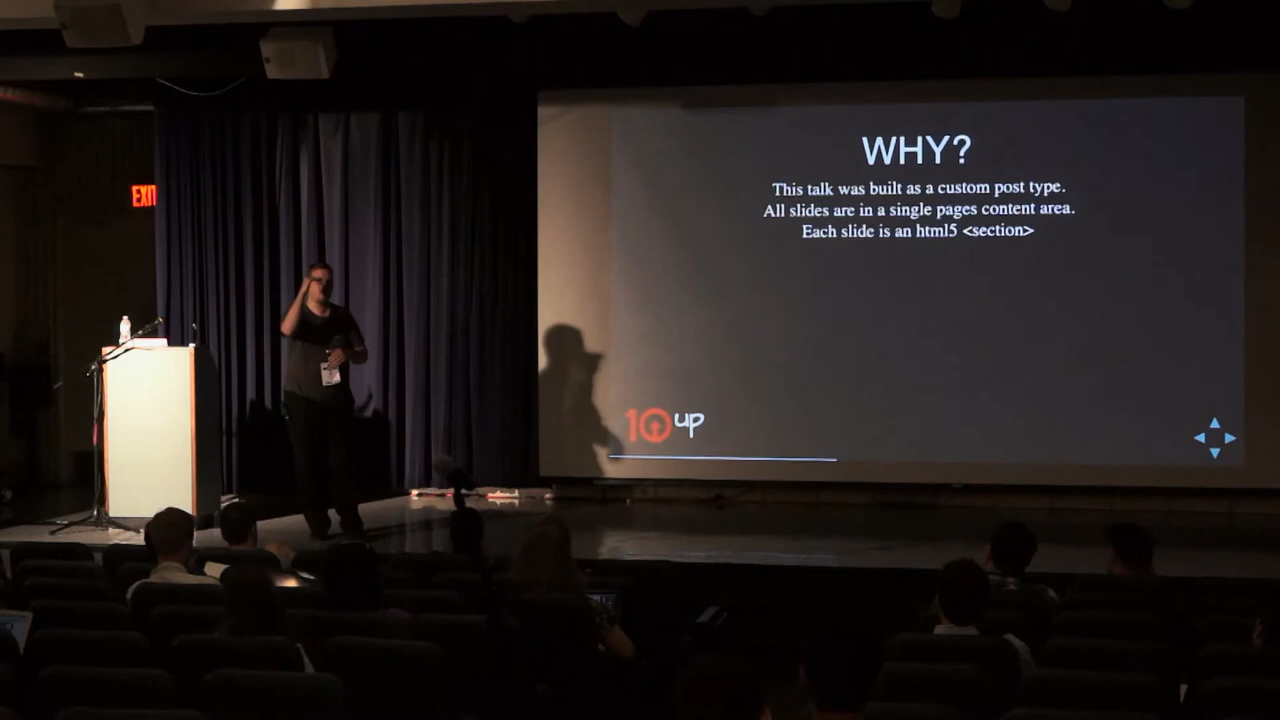 WHY?
This talk was built as a custom post type.
All slides are in a single pages content area.
Each slide is an html5 <section>
EXIT
10up